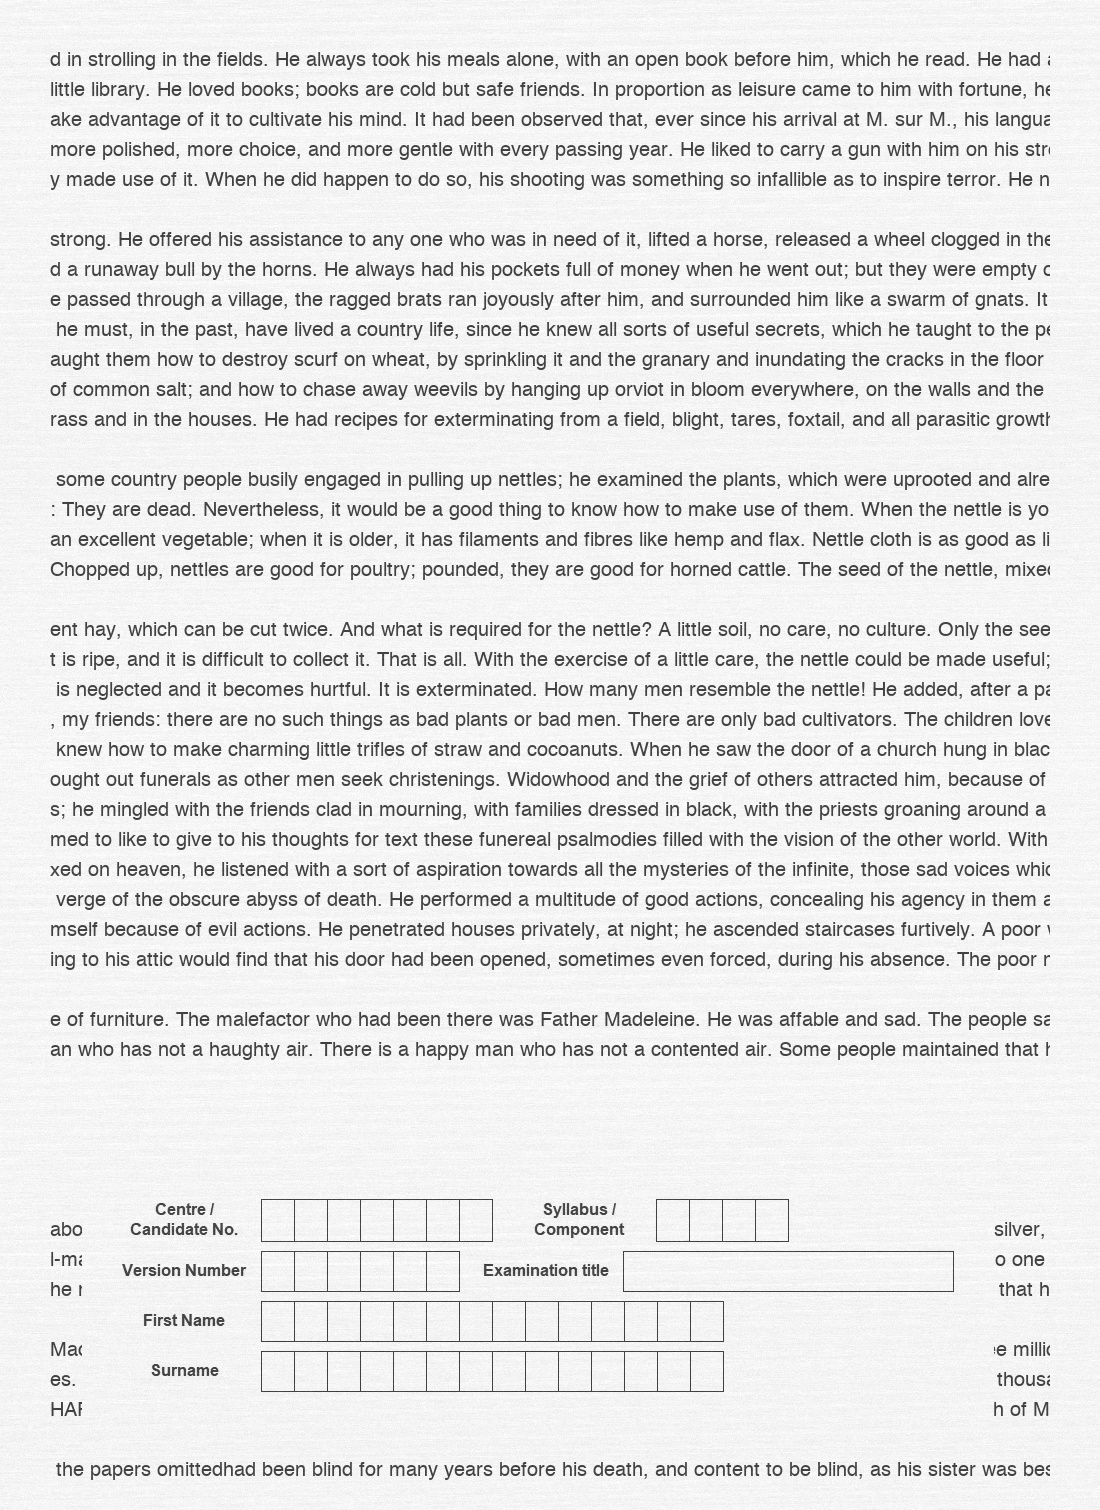 d in strolling in the fields. He always took his meals alone, with an open book before him, which he read. He had
little library. He loved books; books are cold but safe friends. In proportion as leisure came to him with fortune, he
ake advantage of it to cultivate his mind. It had been observed that, ever since his arrival at M. sur M., his langua
more polished, more choice, and more gentle with every passing year. He liked to carry a gun with him on his str
y made use of it. When he did happen to do so, his shooting was something so infallible as to inspire terror. He n
strong. He offered his assistance to any one who was in need of it, lifted a horse, released a wheel clogged in the
d a runaway bull by the horns. He always had his pockets full of money when he went out; but they were empty
e passed through a village, the ragged brats ran joyously after him, and surrounded him like a swarm of gnats. It
he must, in the past, have lived a country life, since he knew all sorts of useful secrets, which he taught to the pe
aught them how to destroy scurf on wheat, by sprinkling it and the granary and inundating the cracks in the floor
of common salt; and how to chase away weevils by hanging up orviot in bloom everywhere, on the walls and the
rass and in the houses. He had recipes for exterminating from a field, blight, tares, foxtail, and all parasitic growth
some country people busily engaged in pulling up nettles; he examined the plants, which were uprooted and alre
: They are dead. Nevertheless, it would be a good thing to know how to make use of them. When the nettle is yo
an excellent vegetable; when it is older, it has filaments and fibres like hemp and flax. Nettle cloth is as good as li
Chopped up, nettles are good for poultry; pounded, they are good for horned cattle. The seed of the nettle, mixed
ent hay, which can be cut twice. And what is required for the nettle? A little soil, no care, no culture. Only the see
t is ripe, and it is difficult to collect it. That is all. With the exercise of a little care, the nettle could be made useful;
is neglected and it becomes hurtful. It is exterminated. How many men resemble the nettle! He added, after a pa
, my friends: there are no such things as bad plants or bad men. There are only bad cultivators. The children love
knew how to make charming little trifles of straw and cocoanuts. When he saw the door of a church hung in blac
ought out funerals as other men seek christenings. Widowhood and the grief of others attracted him, because of
s; he mingled with the friends clad in mourning, with families dressed in black, with the priests groaning around a
med to like to give to his thoughts for text these funereal psalmodies filled with the vision of the other world. With
xed on heaven, he listened with a sort of aspiration towards all the mysteries of the infinite, those sad voices whic
verge of the obscure abyss of death. He performed a multitude of good actions, concealing his agency in them a
mself because of evil actions. He penetrated houses privately, at night; he ascended staircases furtively. A poor
ing to his attic would find that his door had been opened, sometimes even forced, during his absence. The poor
e of furniture. The malefactor who had been there was Father Madeleine. He was affable and sad. The people sa
an who has not a haughty air. There is a happy man who has not a contented air. Some people maintained that h
Centre /
Candidate No.
Syllabus /
Component
abo
silver,
l-ma
o one
Version Number
Examination title
he
that h
First Name
Mad
e millio
Surname
es.
thousa
HAP
h of M
the papers omittedhad been blind for many years before his death, and content to be blind, as his sister was bes